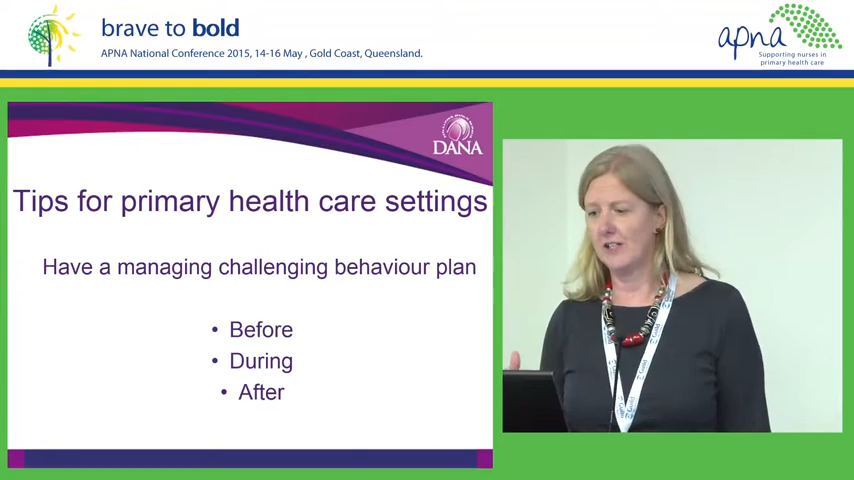 brave to bold
APNA National Conference 2015, 14-16 May , Gold Coast, Queensland.
apna
Supporting nurses in
primary health care
DANA
Tips for primary health care settings
Have a managing challenging behaviour plan
• Before
• During
• After
Guild